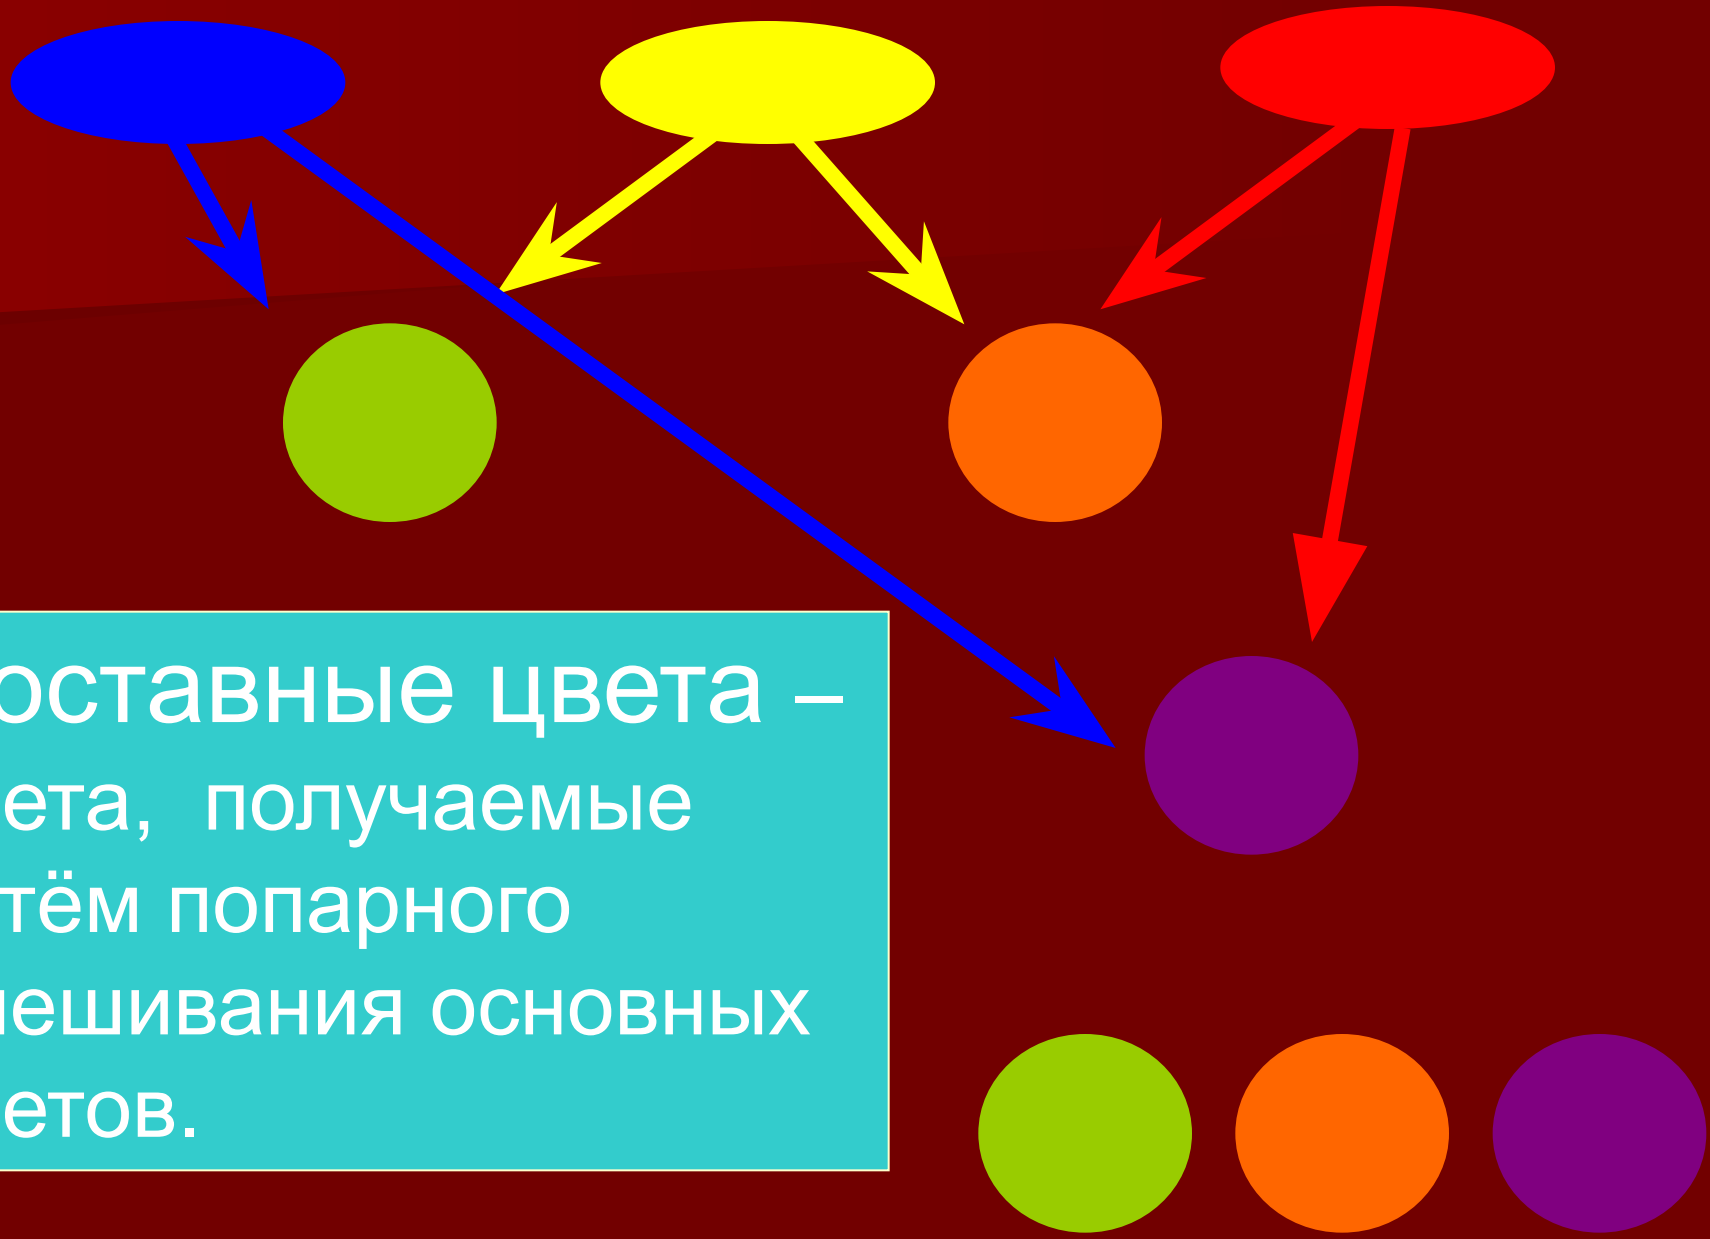 оставные цвета –
ета, получаемые
тём попарного
ешивания основных
етов.